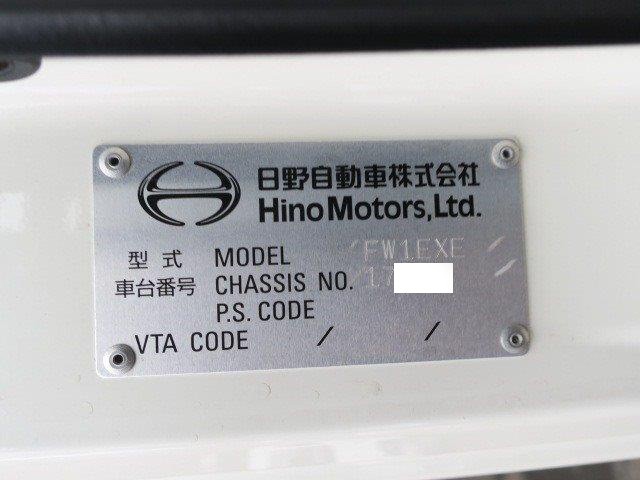 日野自動車株式会社
Hino Motors, Ltd.
型式 MODEL /FW1EXE /
車台番号 CHASSIS NO. /17 /
P.S. CODE
VTA CODE / /